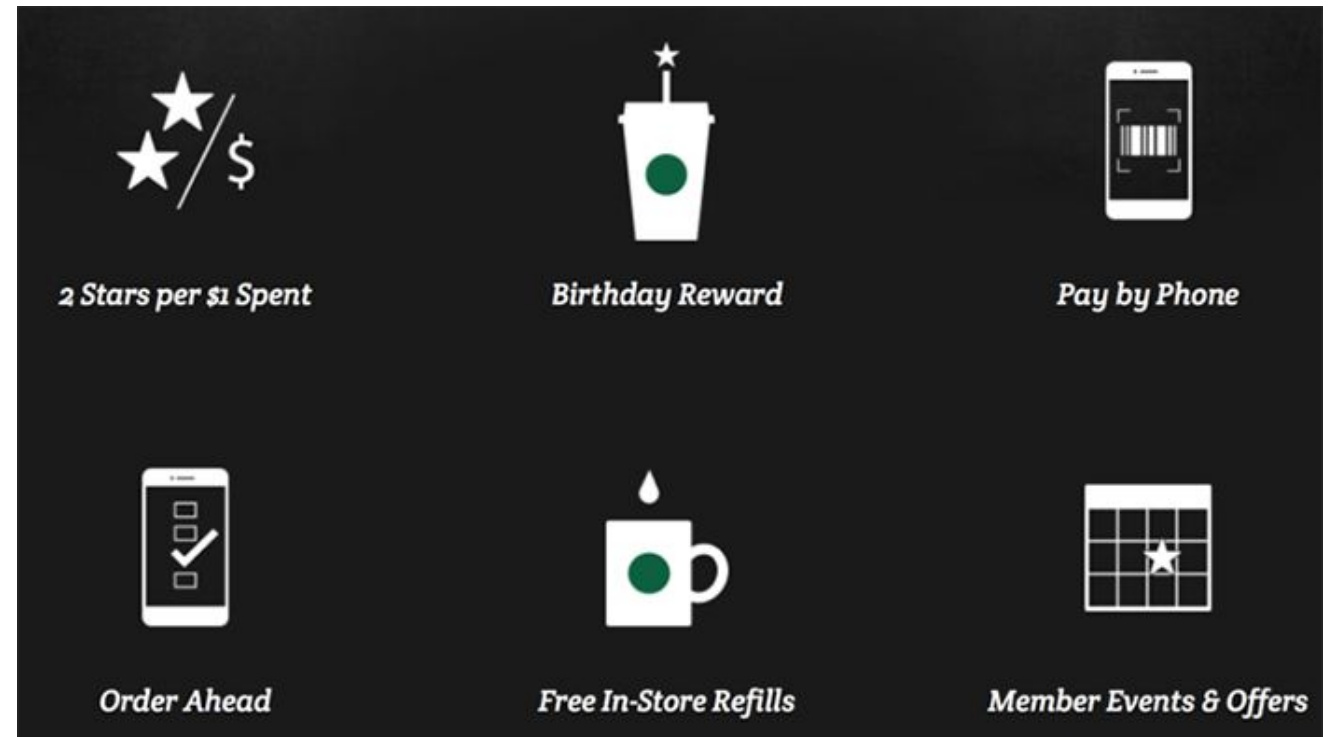 2 Stars per $1 Spent
Birthday Reward
Pay by Phone
Order Ahead
Free In-Store Refills
Member Events & Offers